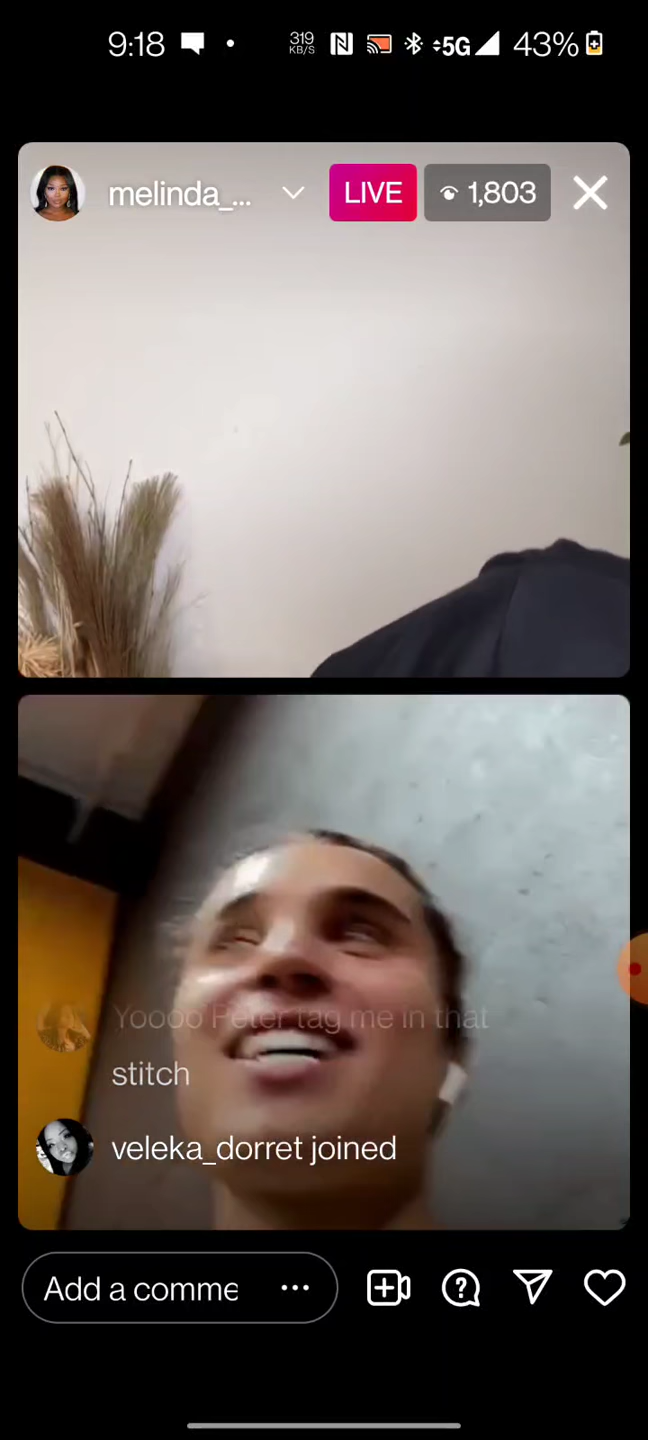 9:18 319 KB/S 5G 43%
melinda_... LIVE 1,803
Yoooo Peter tag me in that
stitch
veleka_dorret joined
Add a comme